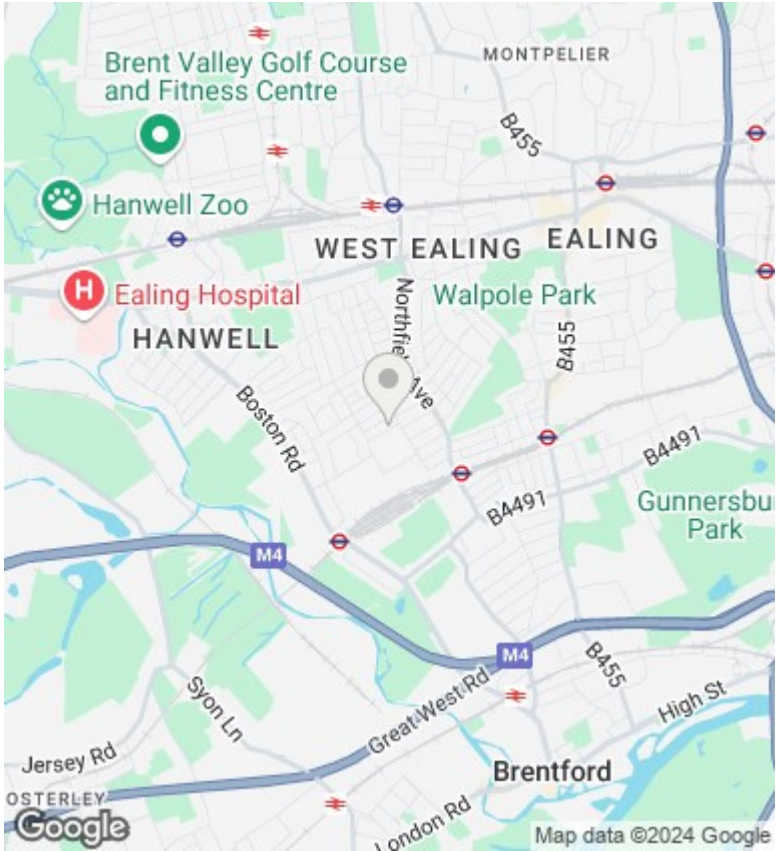 MONTPELIER
Brent Valley Golf Course
and Fitness Centre
B455
Hanwell Zoo
WEST EALING
EALING
H
Ealing Hospital
Northfield Ave
Walpole Park
HANWELL
B455
Boston Rd
B4491
B4491
Gunnersbu
Park
M4
M4
B455
Great West Rd
High St
Syon Ln
Jersey Rd
Brentford
OSTERLEY
London Rd
Google
Map data ©2024 Google